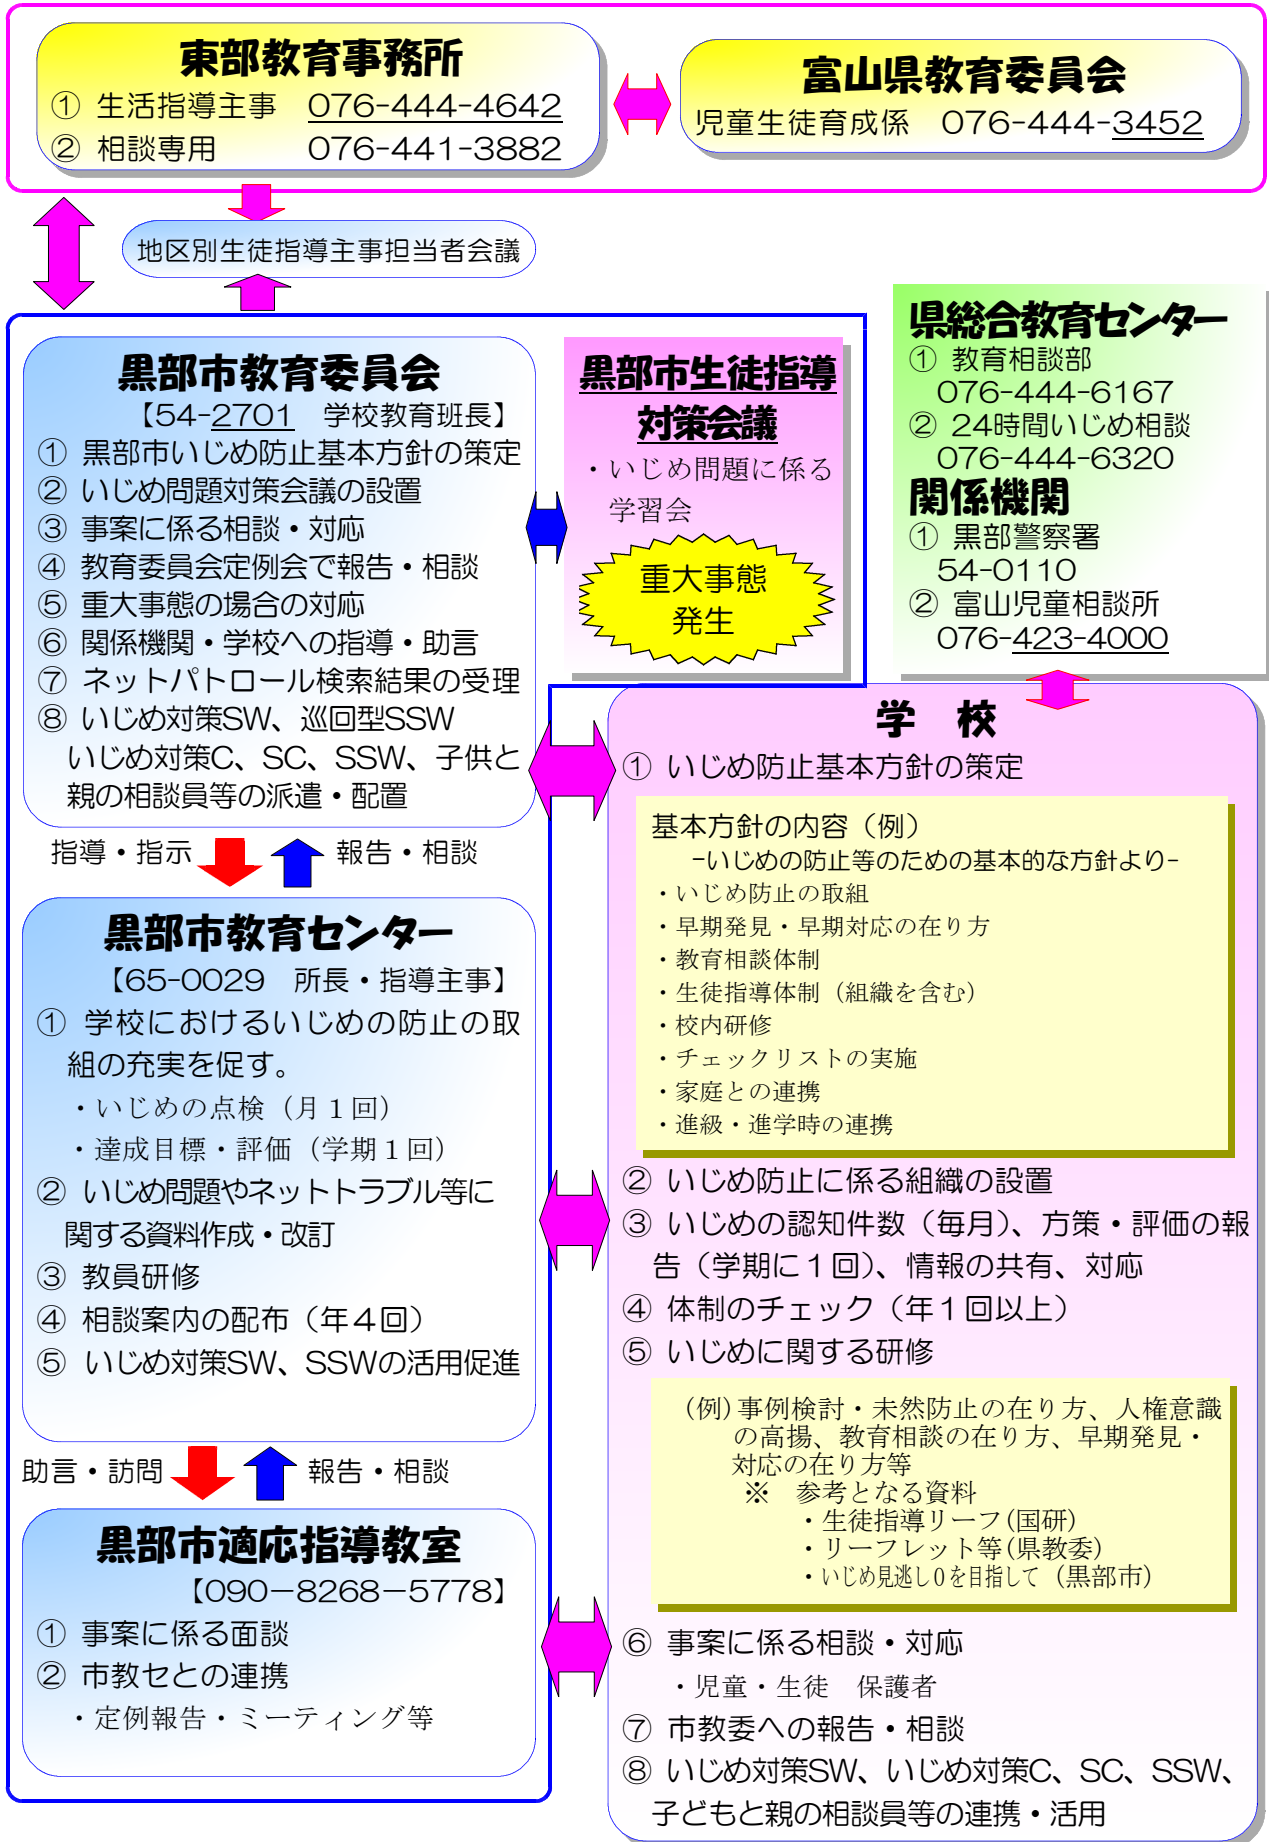 東部教育事務所
① 生活指導主事　076-444-4642
② 相談専用　076-441-3882
富山県教育委員会
児童生徒育成係　076-444-3452
地区別生徒指導主事担当者会議
黒部市教育委員会
【54-2701　学校教育班長】
① 黒部市いじめ防止基本方針の策定
② いじめ問題対策会議の設置
③ 事案に係る相談・対応
④ 教育委員会定例会で報告・相談
⑤ 重大事態の場合の対応
⑥ 関係機関・学校への指導・助言
⑦ ネットパトロール検索結果の受理
⑧ いじめ対策SW、巡回型SSW
いじめ対策C、SC、SSW、子供と
親の相談員等の派遣・配置
黒部市生徒指導
対策会議
・いじめ問題に係る
学習会
重大事態
発生
県総合教育センター
① 教育相談部
076-444-6167
② 24時間いじめ相談
076-444-6320
関係機関
① 黒部警察署
54-0110
② 富山児童相談所
076-423-4000
指導・指示
報告・相談
黒部市教育センター
【65-0029　所長・指導主事】
① 学校におけるいじめの防止の取
組の充実を促す。
・いじめの点検（月１回）
・達成目標・評価（学期１回）
② いじめ問題やネットトラブル等に
関する資料作成・改訂
③ 教員研修
④ 相談案内の配布（年４回）
⑤ いじめ対策SW、SSWの活用促進
助言・訪問
報告・相談
黒部市適応指導教室
【090－8268－5778】
① 事案に係る面談
② 市教セとの連携
・定例報告・ミーティング等
学　校
① いじめ防止基本方針の策定
基本方針の内容（例）
-いじめの防止等のための基本的な方針より-
・いじめ防止の取組
・早期発見・早期対応の在り方
・教育相談体制
・生徒指導体制（組織を含む）
・校内研修
・チェックリストの実施
・家庭との連携
・進級・進学時の連携
② いじめ防止に係る組織の設置
③ いじめの認知件数（毎月）、方策・評価の報
告（学期に１回）、情報の共有、対応
④ 体制のチェック（年１回以上）
⑤ いじめに関する研修
（例）事例検討・未然防止の在り方、人権意識
の高揚、教育相談の在り方、早期発見・
対応の在り方等
※　参考となる資料
・生徒指導リーフ(国研)
・リーフレット等(県教委)
・いじめ見逃し０を目指して（黒部市）
⑥ 事案に係る相談・対応
・児童・生徒　保護者
⑦ 市教委への報告・相談
⑧ いじめ対策SW、いじめ対策C、SC、SSW、
子どもと親の相談員等の連携・活用